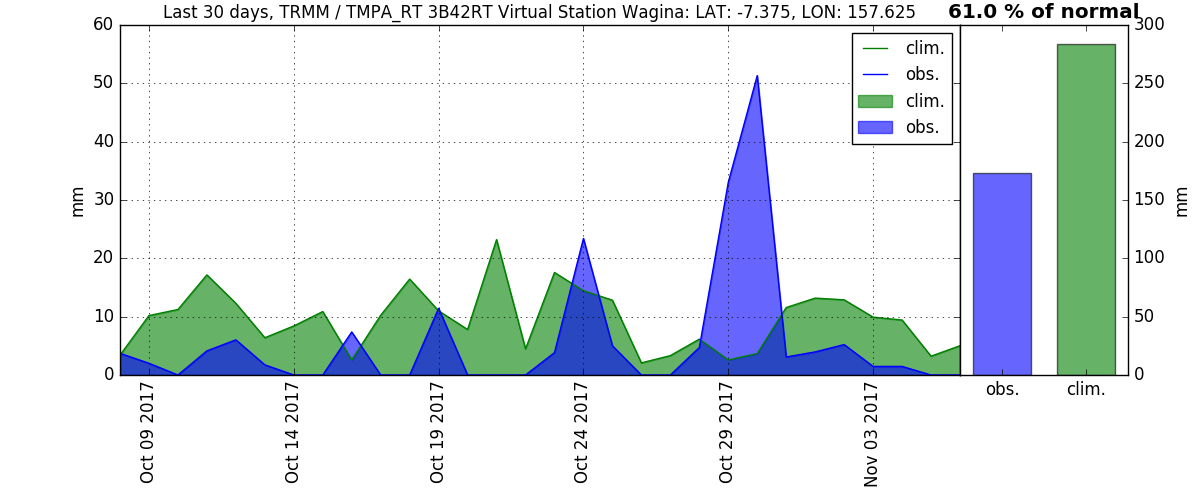 Last 30 days, TRMM / TMPA_RT 3B42RT Virtual Station Wagina: LAT: -7.375, LON: 157.625
61.0 % of normal
60
50
40
30
20
10
0
mm
clim.
obs.
clim.
obs.
Oct 09 2017
Oct 14 2017
Oct 19 2017
Oct 24 2017
Oct 29 2017
Nov 03 2017
300
250
200
150
100
50
0
mm
obs.
clim.